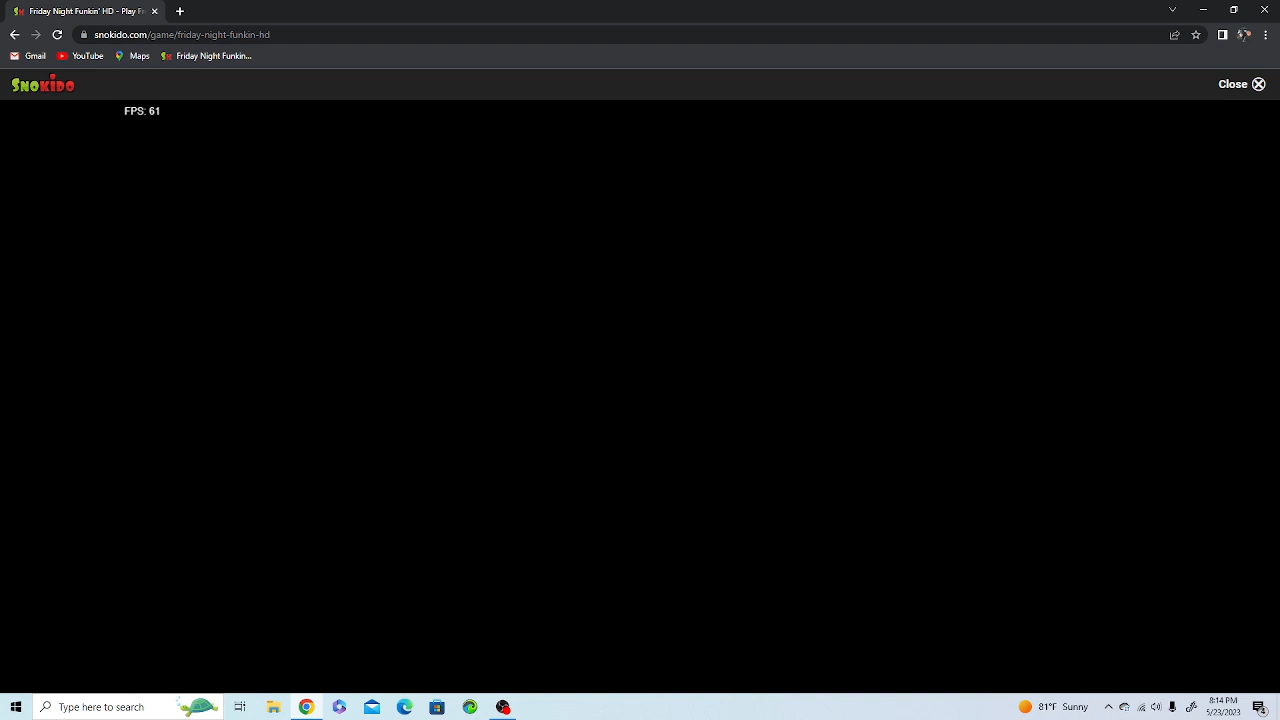 Friday Night Funkin' HD - Play Fr
snokido.com/game/friday-night-funkin-hd
Gmail YouTube Maps Friday Night Funkin...
SNOKIDO Close
FPS: 61
Type here to search 81°F Sunny 8:14 PM
5/23/2023